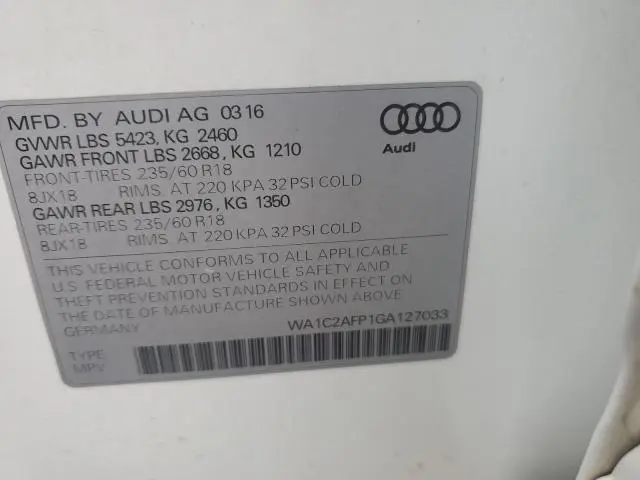 MFD. BY AUDI AG 03 16
GVWR LBS 5423, KG 2460
GAWR FRONT LBS 2668, KG 1210
FRONT-TIRES 235/60 R18
8JX18 RIMS. AT 220 KPA 32 PSI COLD
GAWR REAR LBS 2976, KG 1350
REAR-TIRES 235/60 R18
8JX18 RIMS. AT 220 KPA 32 PSI COLD
THIS VEHICLE CONFORMS TO ALL APPLICABLE
U.S. FEDERAL MOTOR VEHICLE SAFETY AND
THEFT PREVENTION STANDARDS IN EFFECT ON
THE DATE OF MANUFACTURE SHOWN ABOVE
GERMANY WA1C2AFP1GA127033
TYPE
MPV
Audi